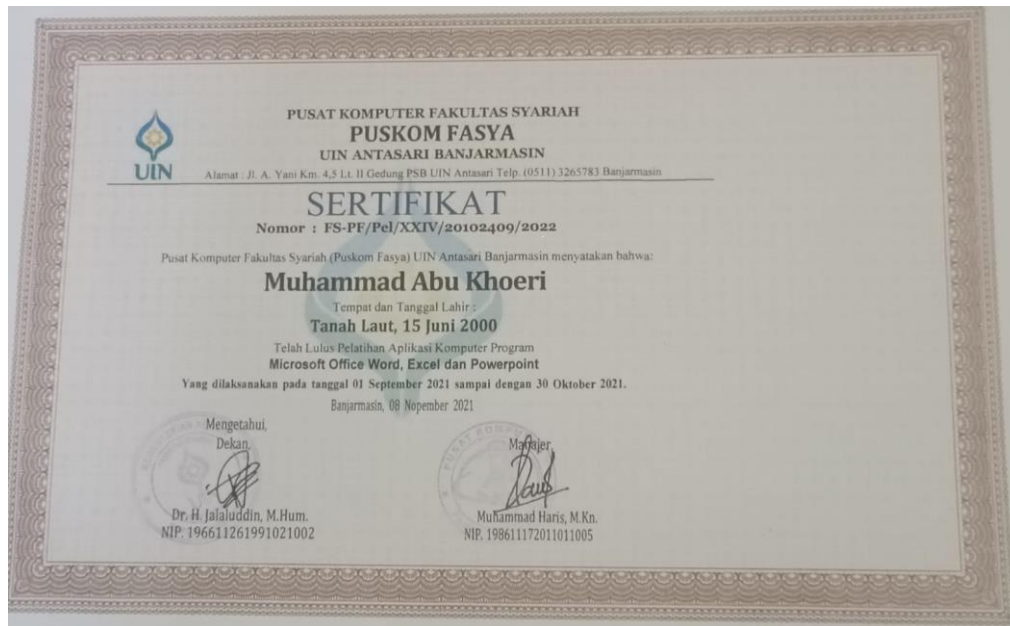 PUSAT KOMPUTER FAKULTAS SYARIAH
PUSKOM FASYA
UIN ANTASARI BANJARMASIN
UIN
Alamat : Jl. A. Yani Km. 4,5 Lt. II Gedung PSB UIN Antasari Telp. (0511) 3265783 Banjarmasin
SERTIFIKAT
Nomor : FS-PF/Pel/XXIV/20102409/2022
Pusat Komputer Fakultas Syariah (Puskom Fasya) UIN Antasari Banjarmasin menyatakan bahwa:
Muhammad Abu Khoeri
Tempat dan Tanggal Lahir :
Tanah Laut, 15 Juni 2000
Telah Lulus Pelatihan Aplikasi Komputer Program
Microsoft Office Word, Excel dan Powerpoint
Yang dilaksanakan pada tanggal 01 September 2021 sampai dengan 30 Oktober 2021.
Banjarmasin, 08 Nopember 2021
Mengetahui,
Dekan,
Dr. H. Jalaluddin, M.Hum.
NIP. 196611261991021002
PUSAT
Manajer,
Muhammad Haris, M.Kn.
NIP. 198611172011011005